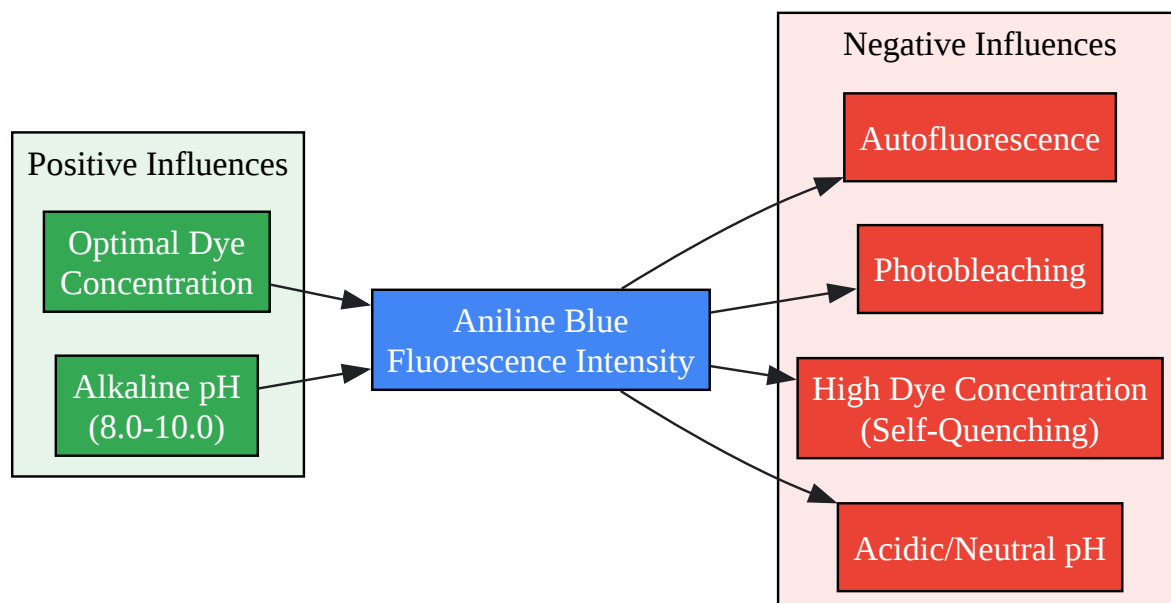 Positive Influences
Optimal Dye
Concentration
Alkaline pH
(8.0-10.0)
Aniline Blue
Fluorescence Intensity
Negative Influences
Autofluorescence
Photobleaching
High Dye Concentration
(Self-Quenching)
Acidic/Neutral pH